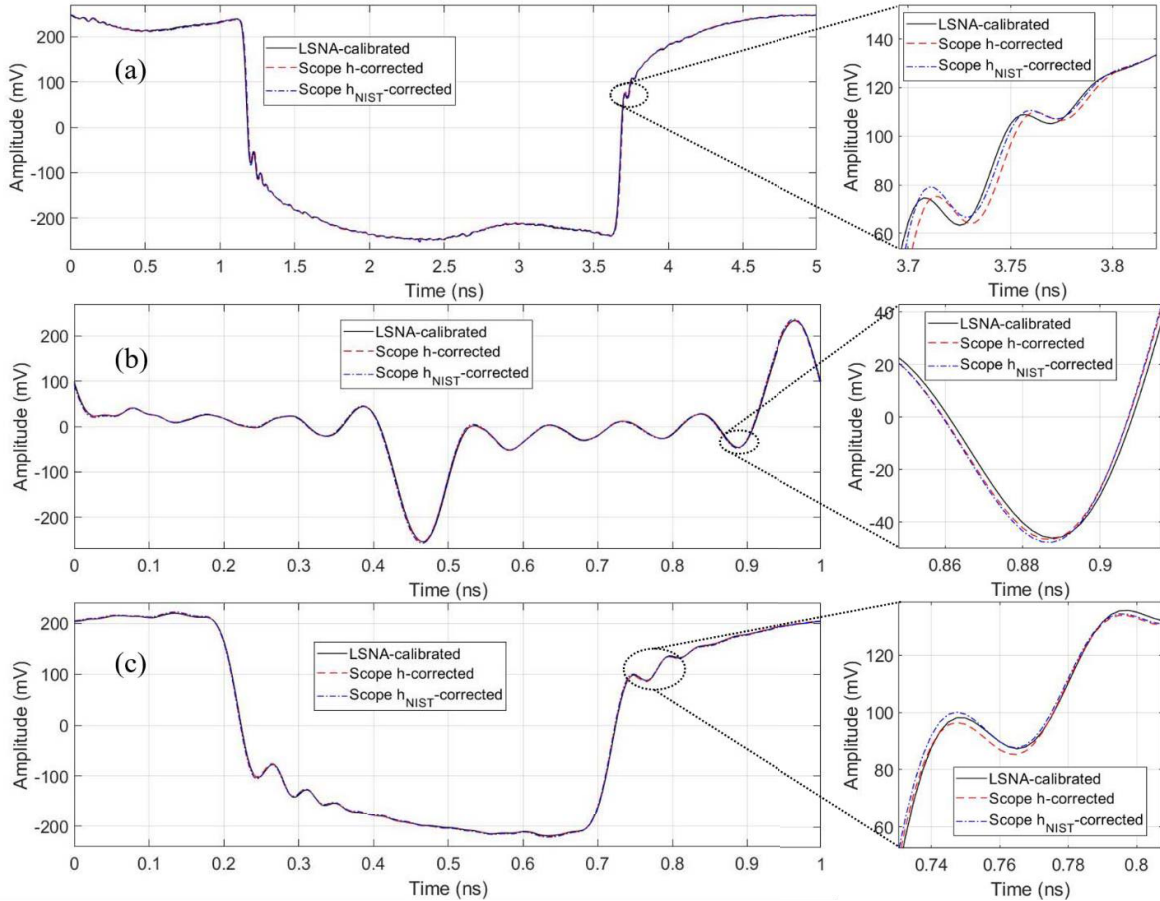 200
100
0
-100
-200
Amplitude (mV)
(a)
LSNA-calibrated
Scope h-corrected
Scope h_NIST-corrected
0 0.5 1 1.5 2 2.5 3 3.5 4 4.5 5
Time (ns)
140
120
100
80
60
Amplitude (mV)
LSNA-calibrated
Scope h-corrected
Scope h_NIST-corrected
3.7 3.75 3.8
Time (ns)
200
100
0
-100
-200
Amplitude (mV)
(b)
LSNA-calibrated
Scope h-corrected
Scope h_NIST-corrected
0 0.1 0.2 0.3 0.4 0.5 0.6 0.7 0.8 0.9 1
Time (ns)
40
20
0
-20
-40
Amplitude (mV)
LSNA-calibrated
Scope h-corrected
Scope h_NIST-corrected
0.86 0.88 0.9
Time (ns)
200
100
0
-100
-200
Amplitude (mV)
(c)
LSNA-calibrated
Scope h-corrected
Scope h_NIST-corrected
0 0.1 0.2 0.3 0.4 0.5 0.6 0.7 0.8 0.9 1
Time (ns)
120
100
80
60
Amplitude (mV)
LSNA-calibrated
Scope h-corrected
Scope h_NIST-corrected
0.74 0.76 0.78 0.8
Time (ns)